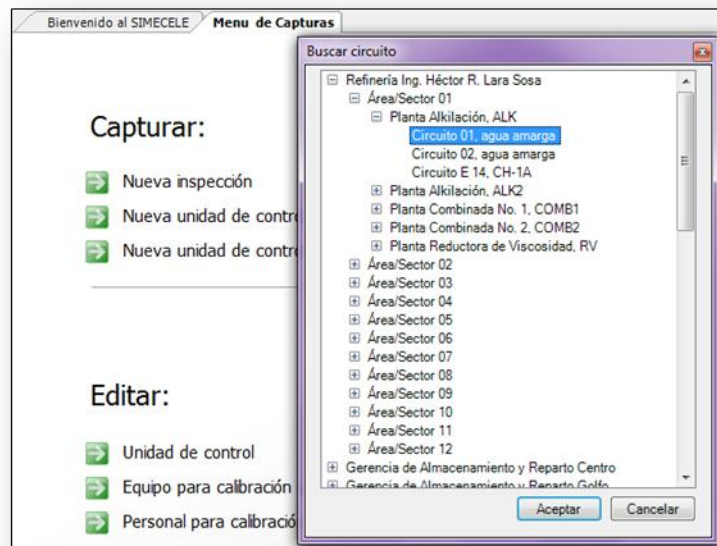 Bienvenido al SIMECELE
Menu de Capturas
Capturar:
Nueva inspección
Nueva unidad de
Nueva unidad de
Editar:
Unidad de control
Equipo para calibración
Personal para
Buscar circuito
Refinería Ing. Héctor R. Lara Sosa
Área/Sector 01
Planta Alkilación, ALK
Circuito 01, agua amarga
Circuito 02, agua amarga
Circuito E 14, CH-1A
Planta Alkilación, ALK2
Planta Combinada No. 1, COMB1
Planta Combinada No. 2, COMB2
Planta Reductora de Viscosidad, RV
Área/Sector 02
Área/Sector 03
Área/Sector 04
Área/Sector 05
Área/Sector 06
Área/Sector 07
Área/Sector 08
Área/Sector 09
Área/Sector 10
Área/Sector 11
Área/Sector 12
Gerencia de Almacenamiento y Reparto Centro
Gerencia de Almacenamiento y Reparto Golfo
Aceptar
Cancelar